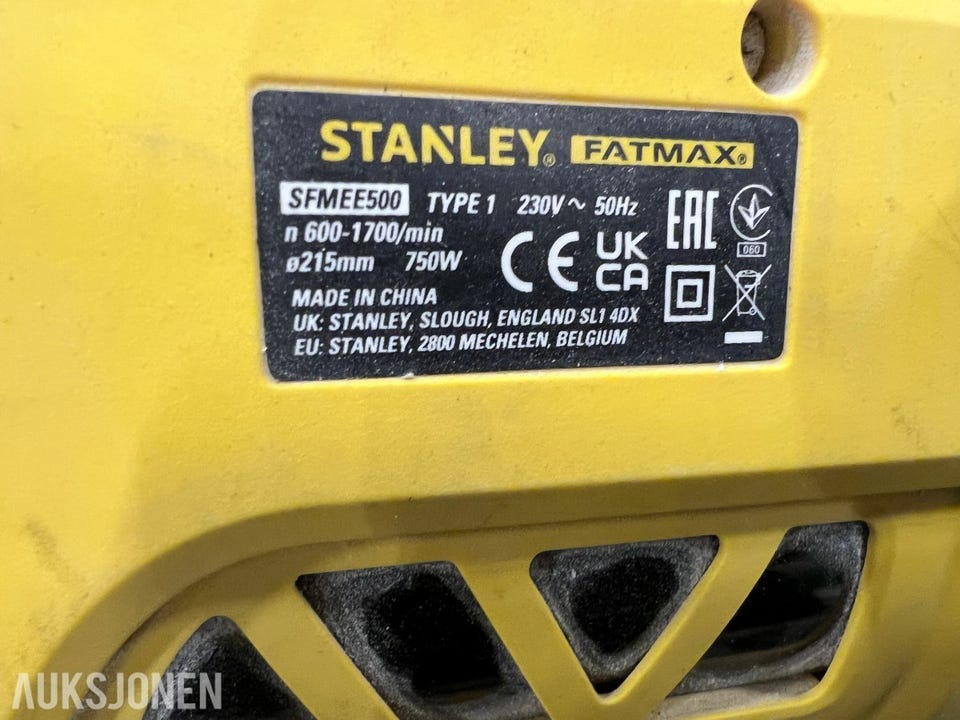 STANLEY® FATMAX®
SFMEE500 TYPE 1 230V ~ 50Hz
n 600-1700/min
ø215mm 750W
CE UK CA EAC
060
MADE IN CHINA
UK: STANLEY, SLOUGH, ENGLAND SL1 4DX
EU: STANLEY, 2800 MECHELEN, BELGIUM
AUKSJONEN